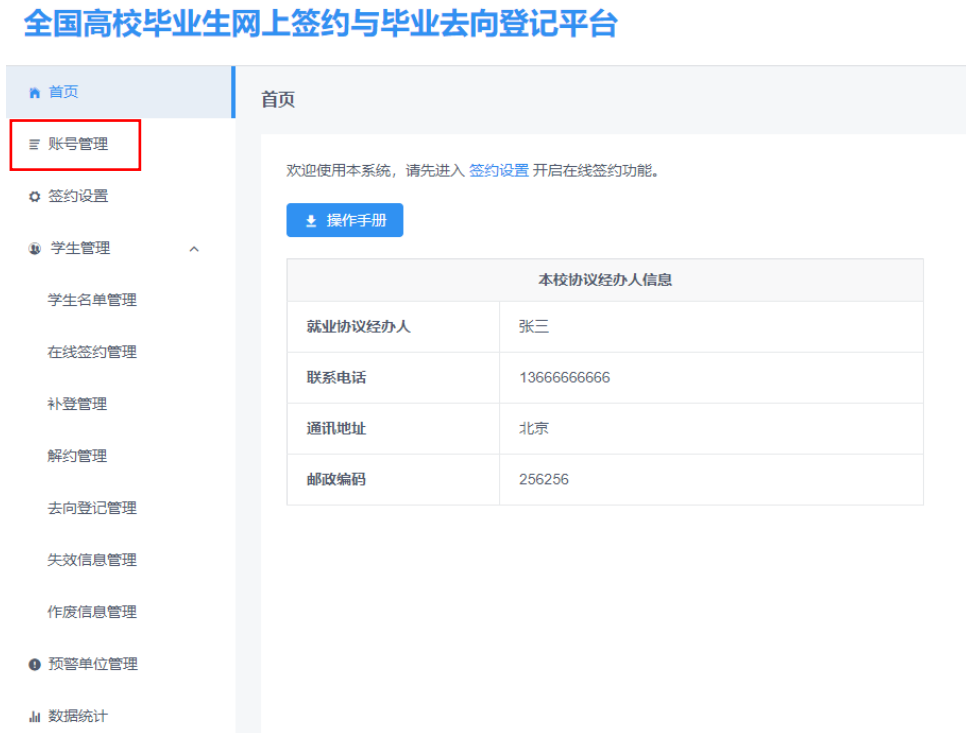 全国高校毕业生网上签约与毕业去向登记平台
首页
账号管理
签约设置
学生管理
学生名单管理
在线签约管理
补登管理
解约管理
去向登记管理
失效信息管理
作废信息管理
预警单位管理
数据统计
首页
欢迎使用本系统，请先进入 签约设置 开启在线签约功能。
操作手册
本校协议经办人信息
就业协议经办人 张三
联系电话 13666666666
通讯地址 北京
邮政编码 256256